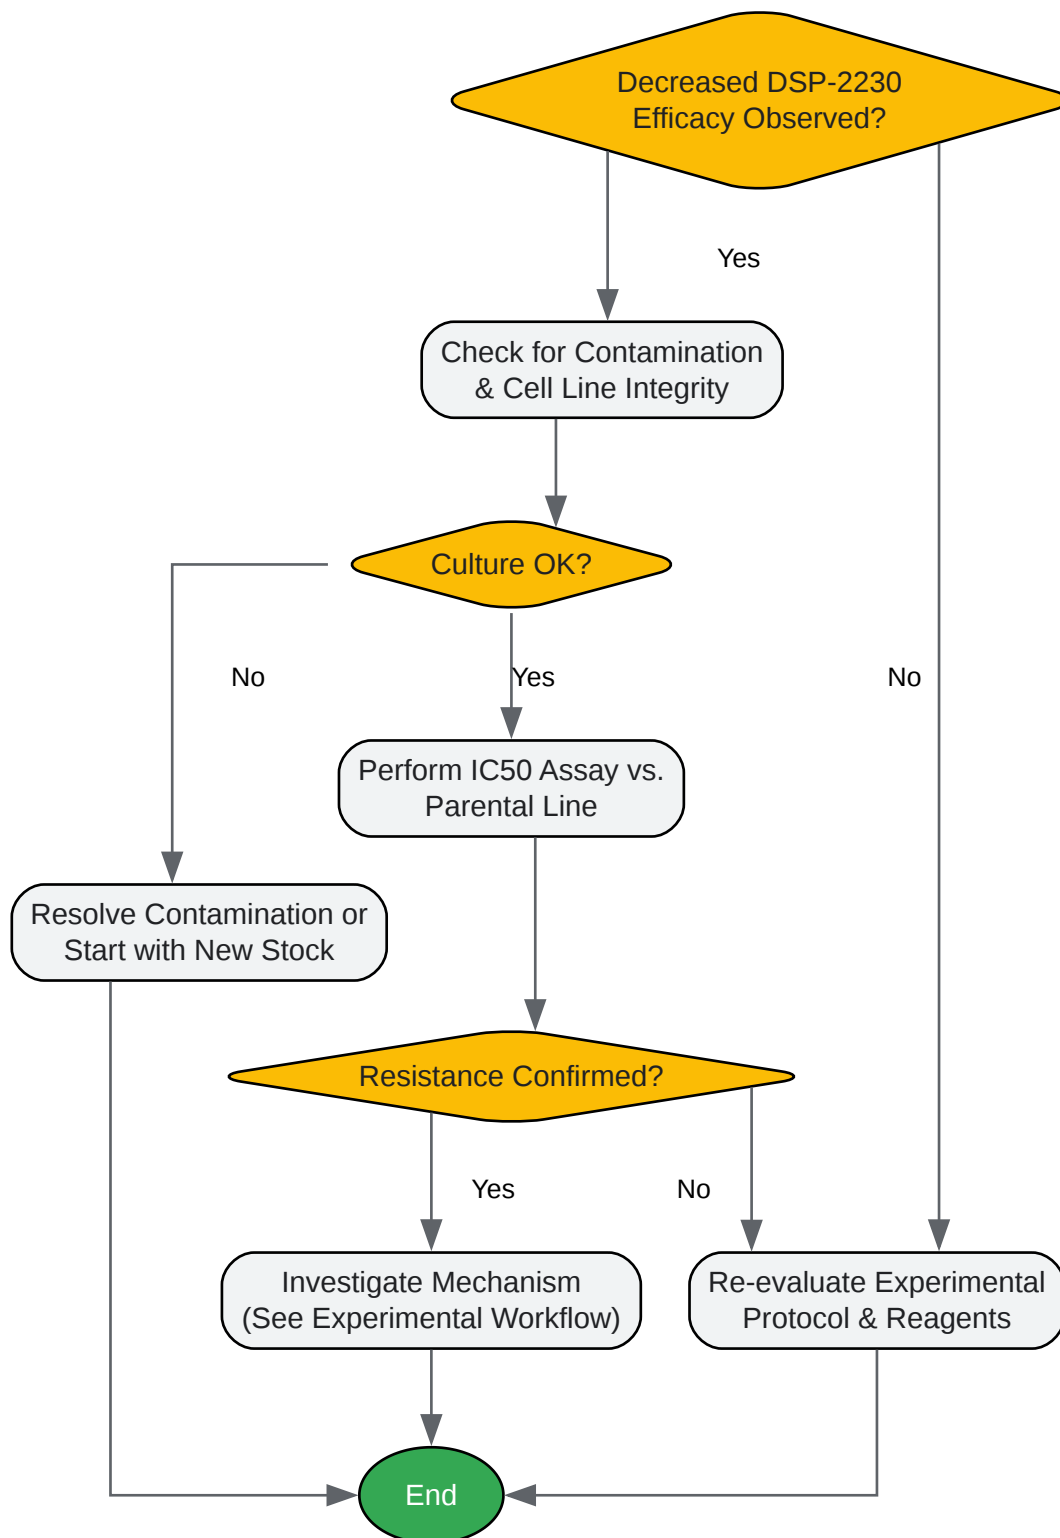 Decreased DSP-2230
Efficacy Observed?
Yes
Check for Contamination
& Cell Line Integrity
Culture OK?
No
Yes
No
Perform IC50 Assay vs.
Parental Line
Resolve Contamination or
Start with New Stock
Resistance Confirmed?
Yes
No
Investigate Mechanism
(See Experimental Workflow)
Re-evaluate Experimental
Protocol & Reagents
End